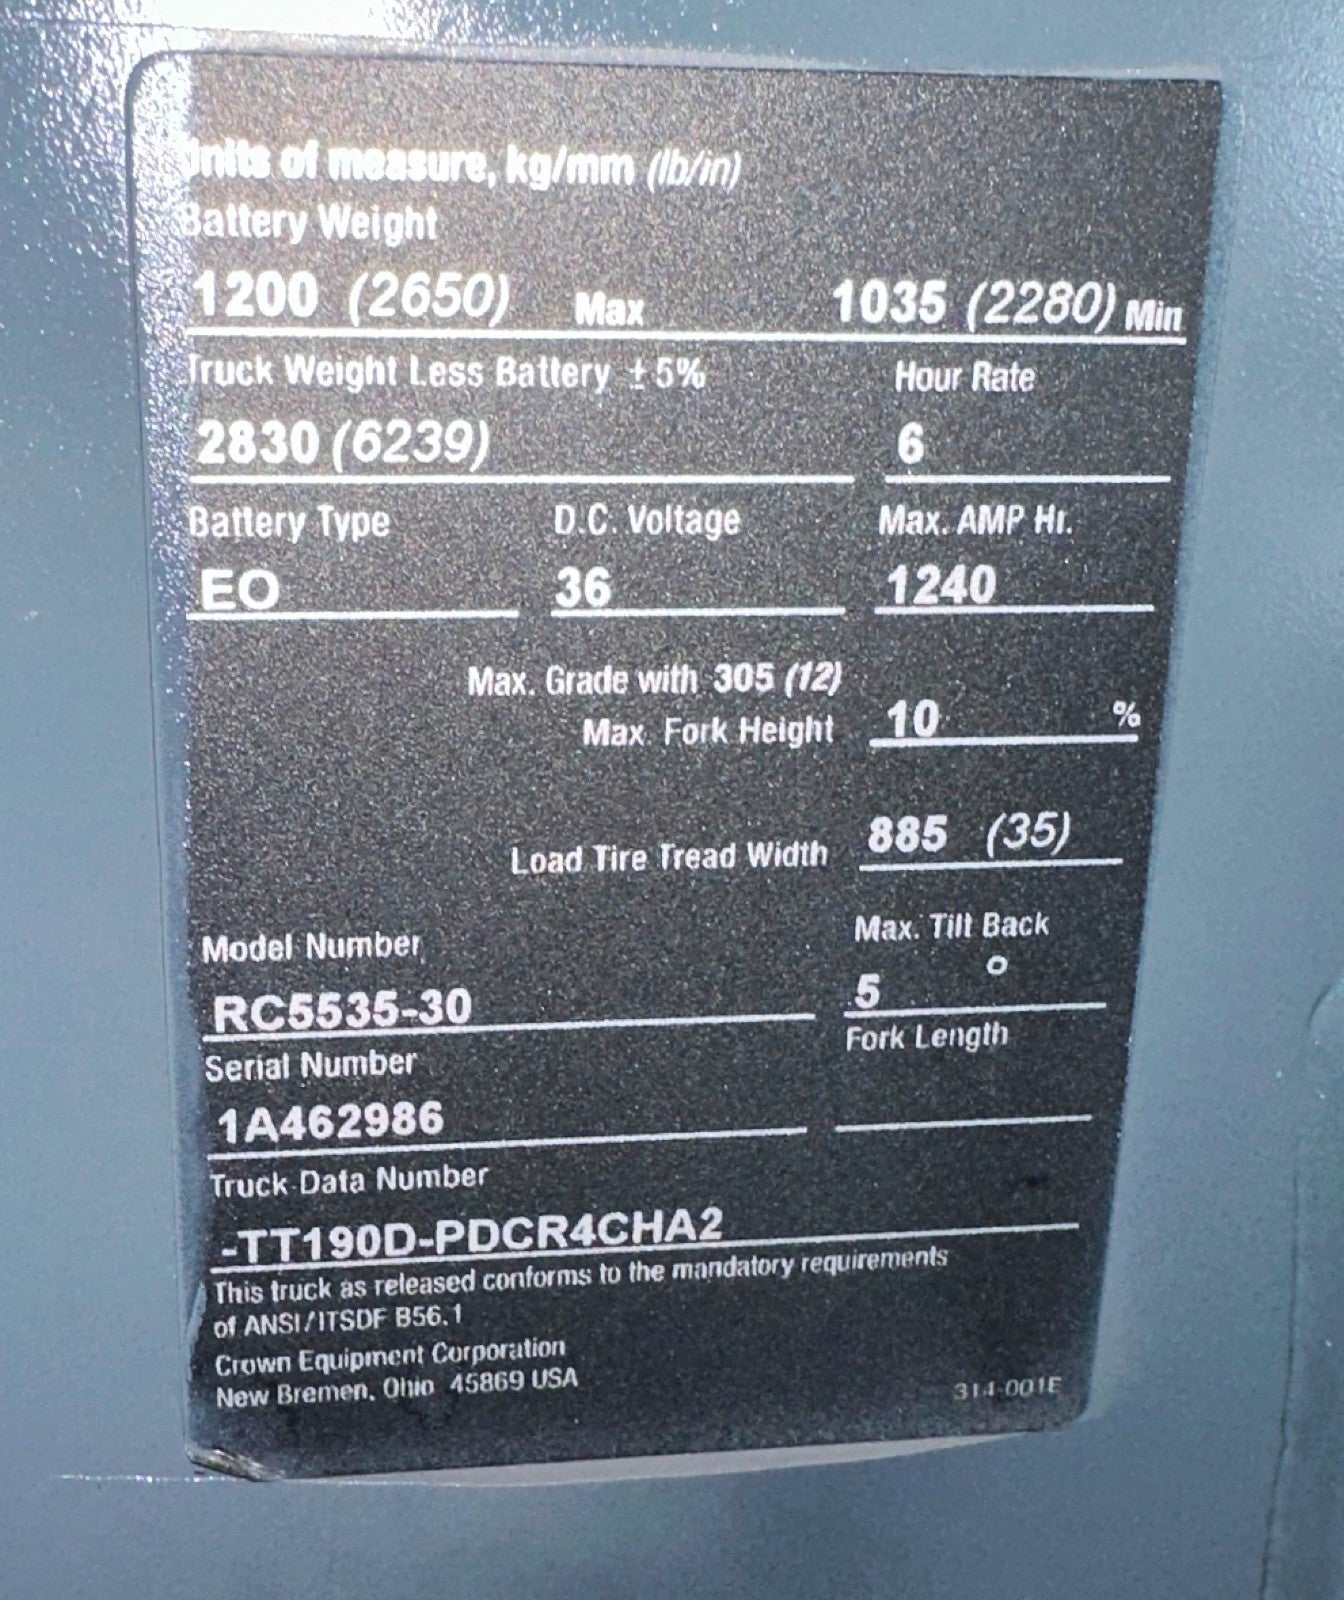 Units of measure, kg/mm (lb/in)
Battery Weight
1200 (2650) Max 1035 (2280) Min
Truck Weight Less Battery ±5% Hour Rate
2830 (6239) 6
Battery Type D.C. Voltage Max. AMP Hr.
EO 36 1240
Max. Grade with 305 (12)
Max. Fork Height 10 %
Load Tire Tread Width 885 (35)
Model Number Max. Tilt Back
RC5535-30 5 °
Serial Number Fork Length
1A462986
Truck Data Number
-TT190D-PDCR4CHA2
This truck as released conforms to the mandatory requirements
of ANSI/ITSDF B56.1
Crown Equipment Corporation
New Bremen, Ohio 45869 USA
314-001E